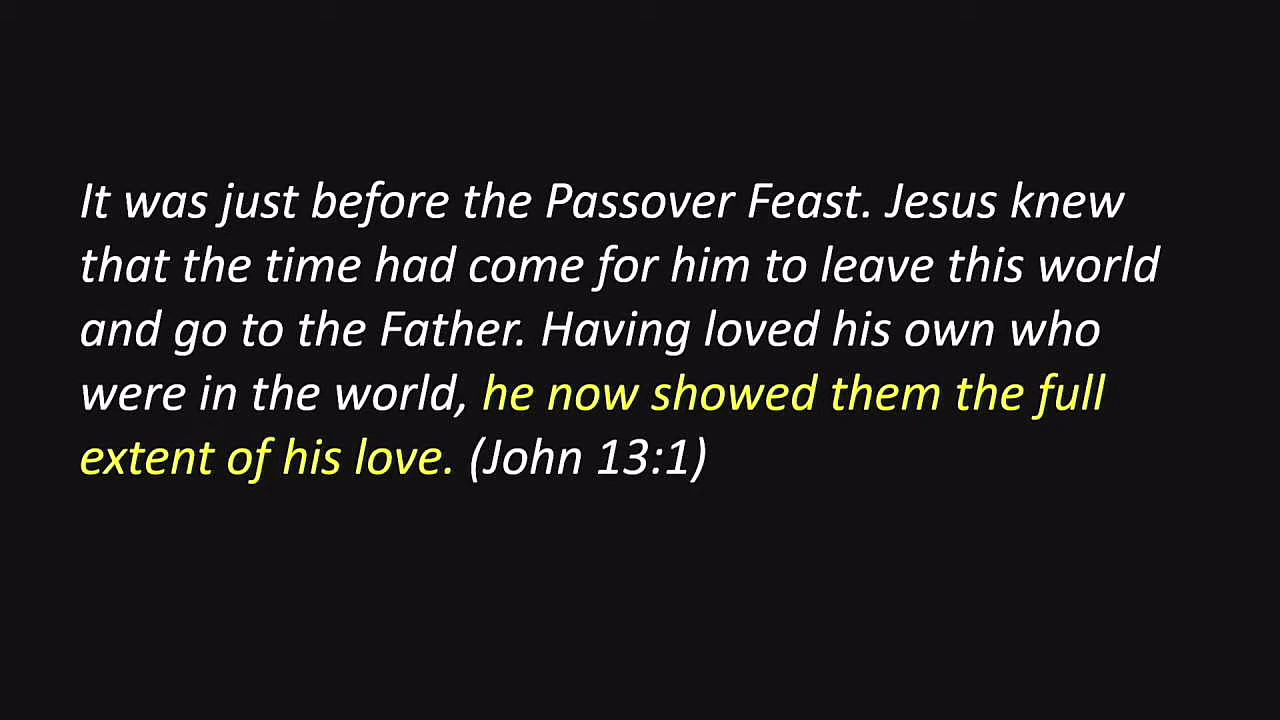 It was just before the Passover Feast. Jesus knew
that the time had come for him to leave this world
and go to the Father. Having loved his own who
were in the world, he now showed them the full
extent of his love. (John 13:1)